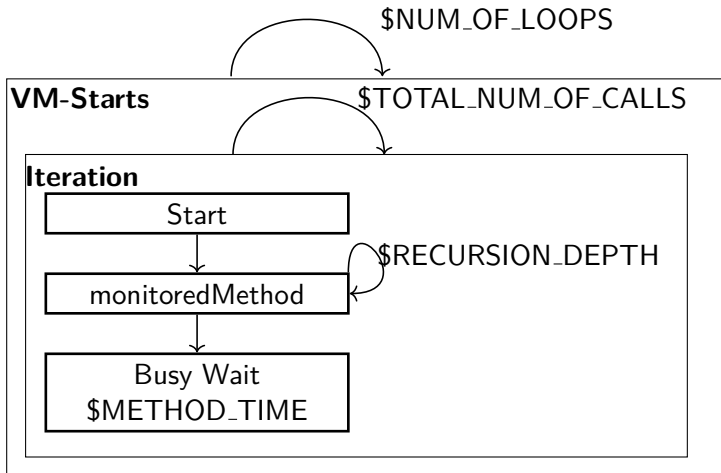 $NUM_OF_LOOPS
VM-Starts
$TOTAL_NUM_OF_CALLS
Iteration
Start
$RECURSION_DEPTH
monitoredMethod
Busy Wait
$METHOD_TIME